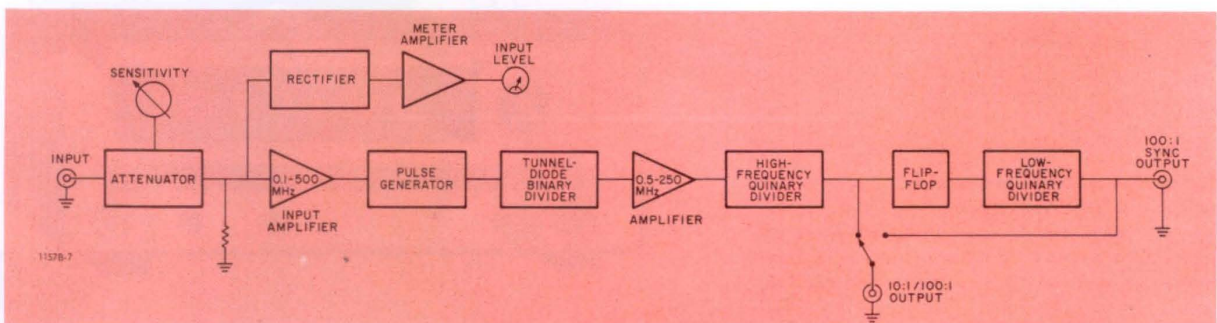 METER
AMPLIFIER
INPUT
LEVEL
SENSITIVITY
RECTIFIER
INPUT
ATTENUATOR
0.1-500
MHz
INPUT
AMPLIFIER
PULSE
GENERATOR
TUNNEL-
DIODE
BINARY
DIVIDER
0.5-250
MHz
AMPLIFIER
HIGH-
FREQUENCY
QUINARY
DIVIDER
FLIP-
FLOP
LOW-
FREQUENCY
QUINARY
DIVIDER
100:1
SYNC
OUTPUT
10:1/100:1
OUTPUT
1157B-7